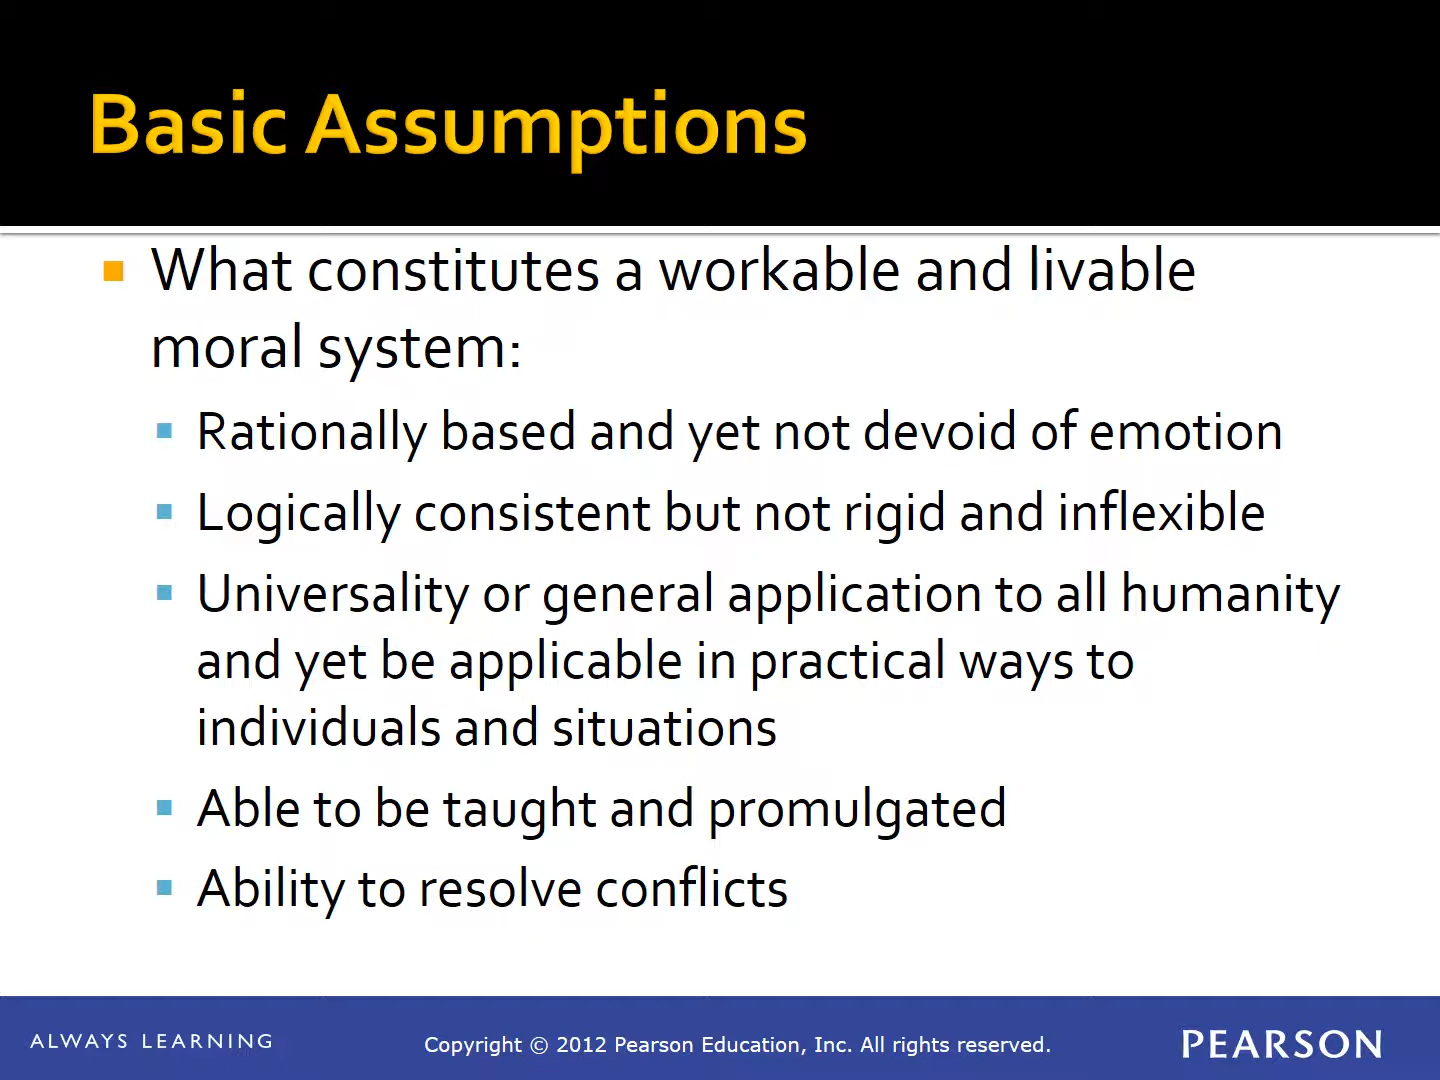 Basic Assumptions
What constitutes a workable and livable
moral system:
Rationally based and yet not devoid of emotion
Logically consistent but not rigid and inflexible
Universality or general application to all humanity
and yet be applicable in practical ways to
individuals and situations
Able to be taught and promulgated
Ability to resolve conflicts
ALWAYS LEARNING
Copyright © 2012 Pearson Education, Inc. All rights reserved.
PEARSON